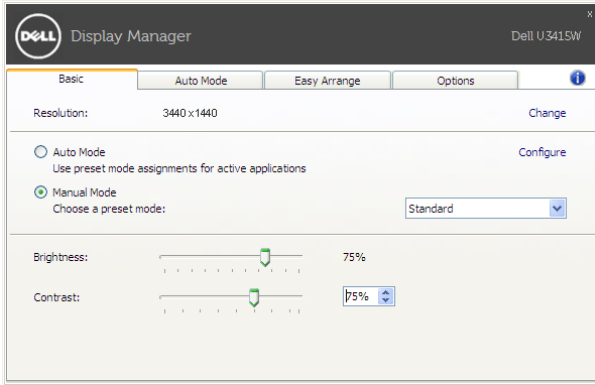 x
DELL Display Manager Dell U3415W
Basic Auto Mode Easy Arrange Options i
Resolution: 3440 x1440 Change
Auto Mode Configure
Use preset mode assignments for active applications
Manual Mode
Choose a preset mode: Standard
Brightness: 75%
Contrast: 75%